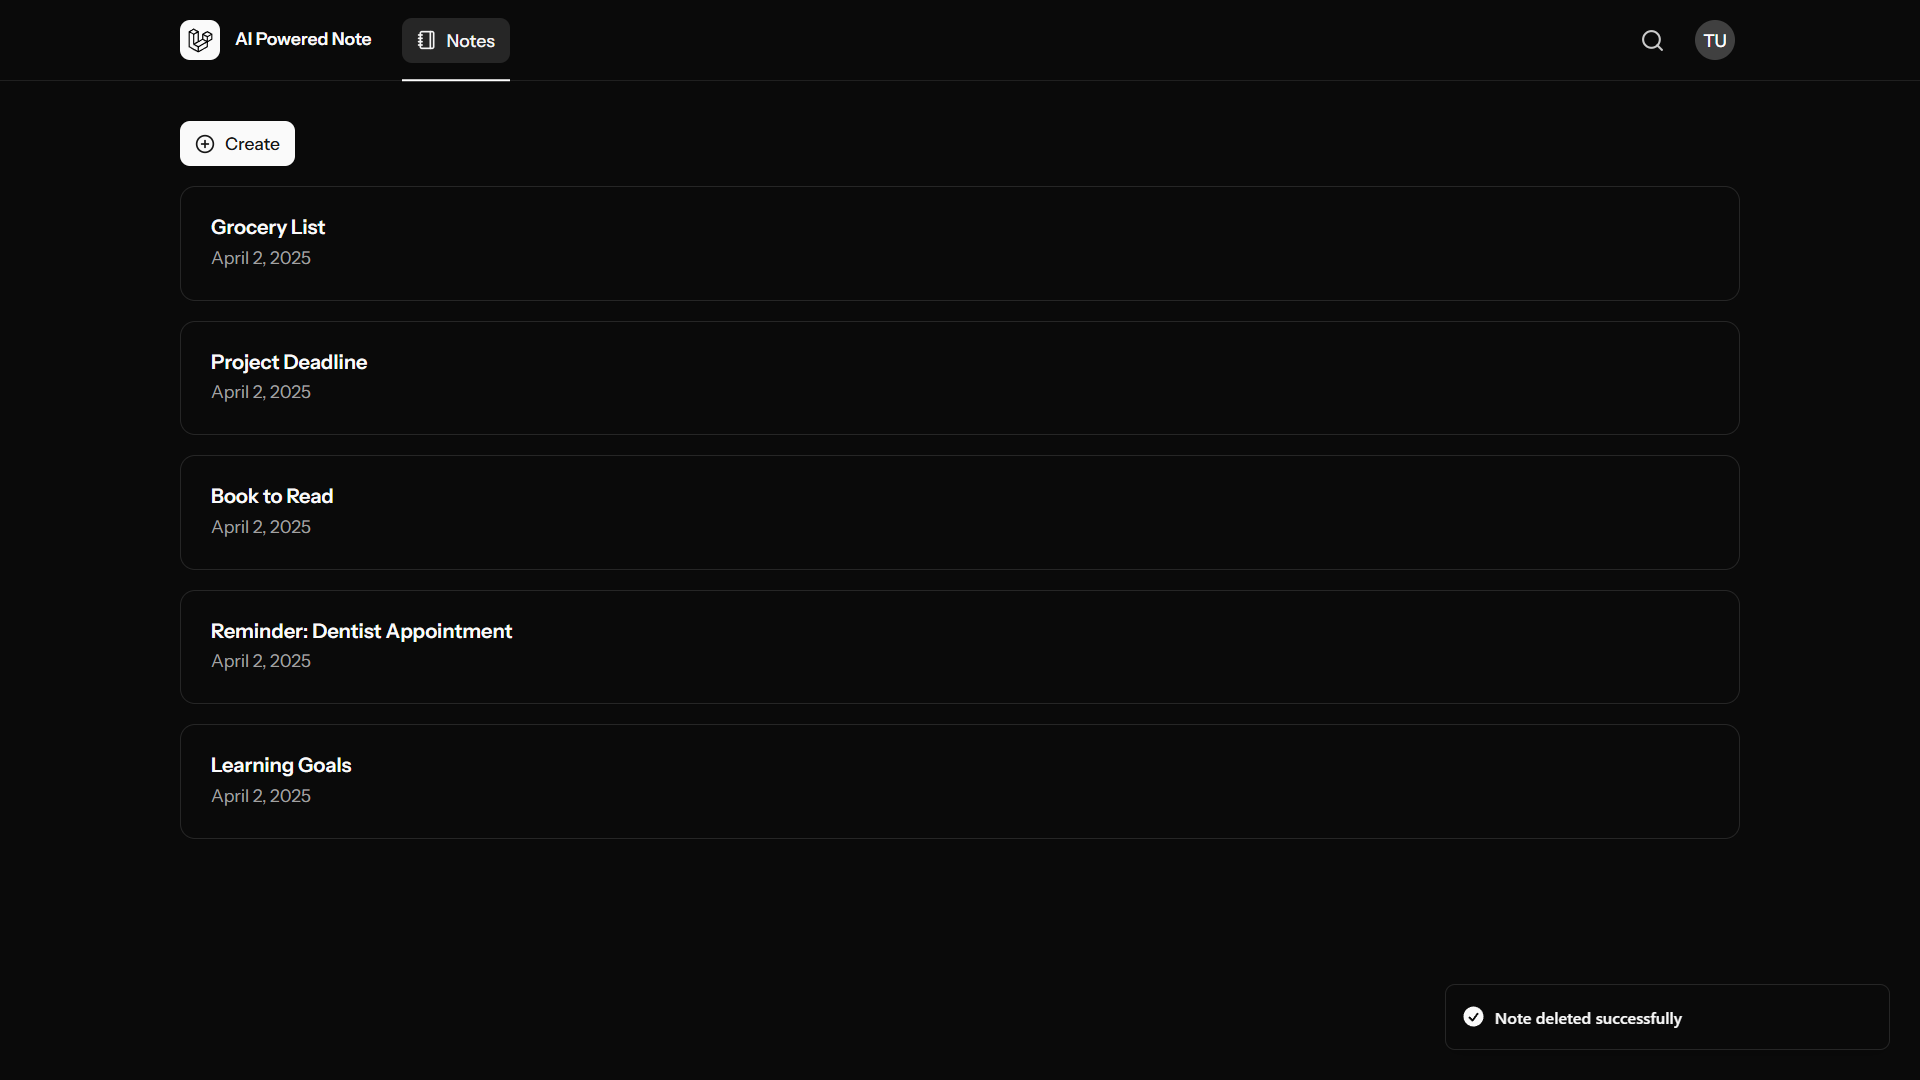 AI Powered Note
Notes
TU
Create
Grocery List
April 2, 2025
Project Deadline
April 2, 2025
Book to Read
April 2, 2025
Reminder: Dentist Appointment
April 2, 2025
Learning Goals
April 2, 2025
Note deleted successfully